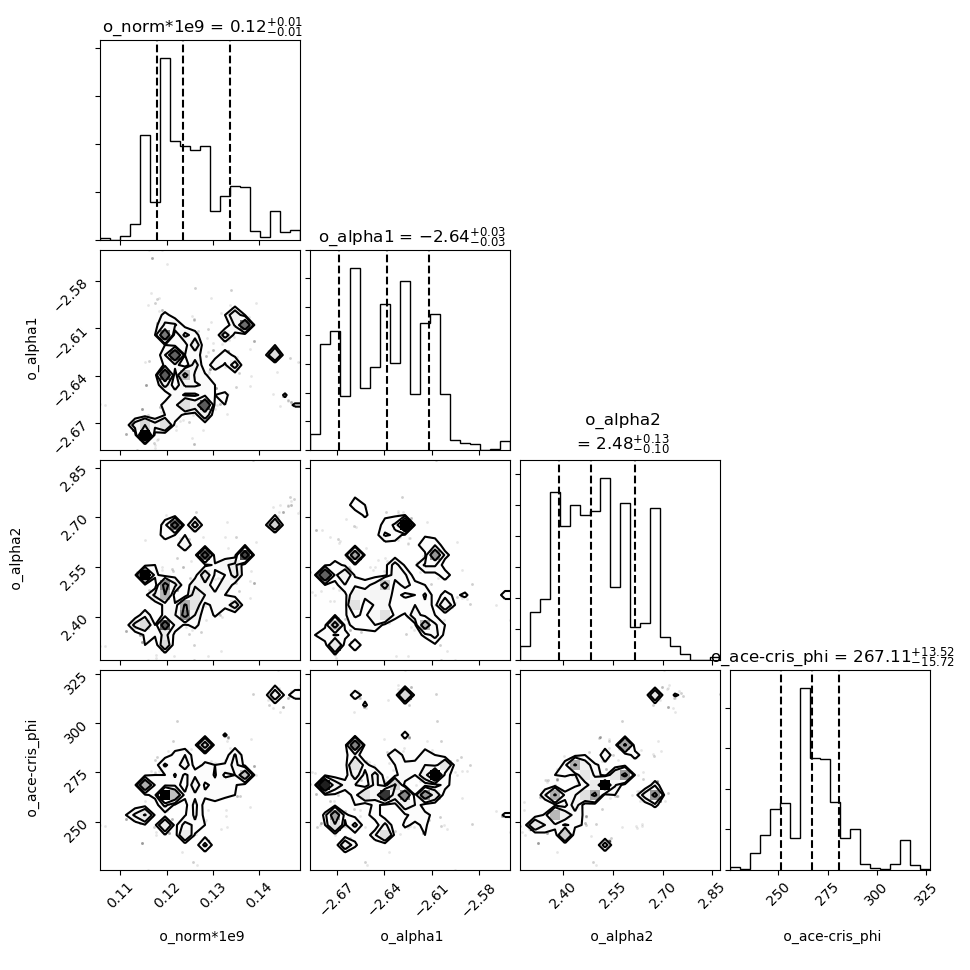 o_norm*1e9 = 0.12+0.01−0.01
o_alpha1 = −2.64+0.03−0.03
o_alpha1
−2.58
−2.61
−2.64
−2.67
o_alpha2
= 2.48+0.13−0.10
o_alpha2
2.85
2.70
2.55
2.40
o_ace-cris_phi = 267.11+13.52−15.72
o_ace-cris_phi
325
300
275
250
0.11 0.12 0.13 0.14
−2.67 −2.64 −2.61 −2.58
2.40 2.55 2.70 2.85
250 275 300 325
o_norm*1e9 o_alpha1 o_alpha2 o_ace-cris_phi